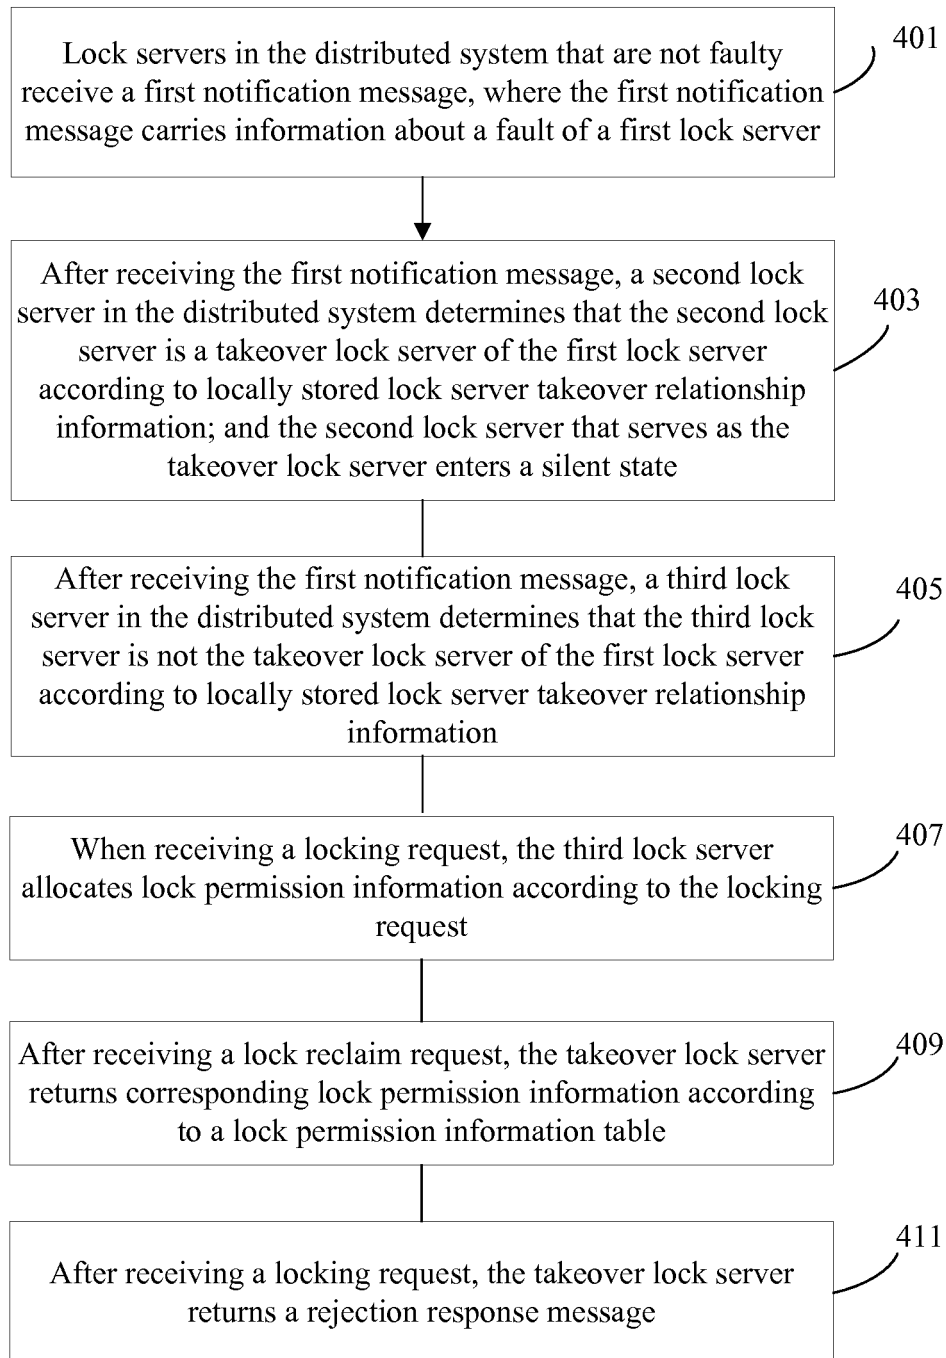 Lock servers in the distributed system that are not faulty
receive a first notification message, where the first notification
message carries information about a fault of a first lock server
401
After receiving the first notification message, a second lock
server in the distributed system determines that the second lock
server is a takeover lock server of the first lock server
according to locally stored lock server takeover relationship
information; and the second lock server that serves as the
takeover lock server enters a silent state
403
After receiving the first notification message, a third lock
server in the distributed system determines that the third lock
server is not the takeover lock server of the first lock server
according to locally stored lock server takeover relationship
information
405
When receiving a locking request, the third lock server
allocates lock permission information according to the locking
request
407
After receiving a lock reclaim request, the takeover lock server
returns corresponding lock permission information according
to a lock permission information table
409
After receiving a locking request, the takeover lock server
returns a rejection response message
411